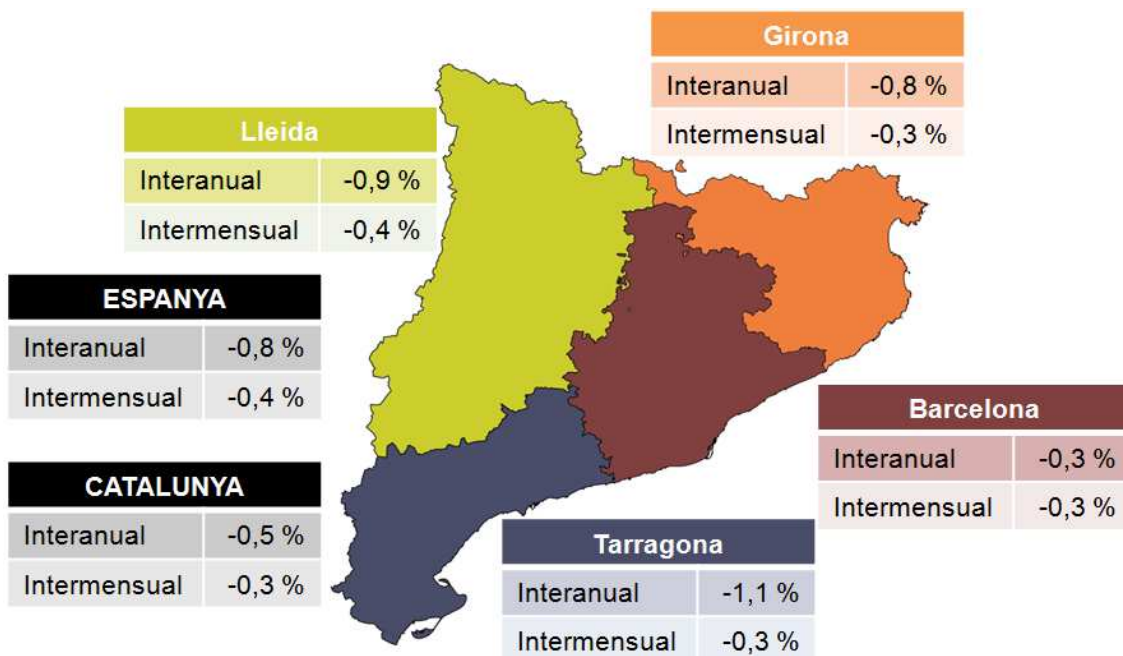 Girona
Interanual -0,8 %
Intermensual -0,3 %
Lleida
Interanual -0,9 %
Intermensual -0,4 %
ESPANYA
Interanual -0,8 %
Intermensual -0,4 %
Barcelona
Interanual -0,3 %
Intermensual -0,3 %
CATALUNYA
Interanual -0,5 %
Intermensual -0,3 %
Tarragona
Interanual -1,1 %
Intermensual -0,3 %